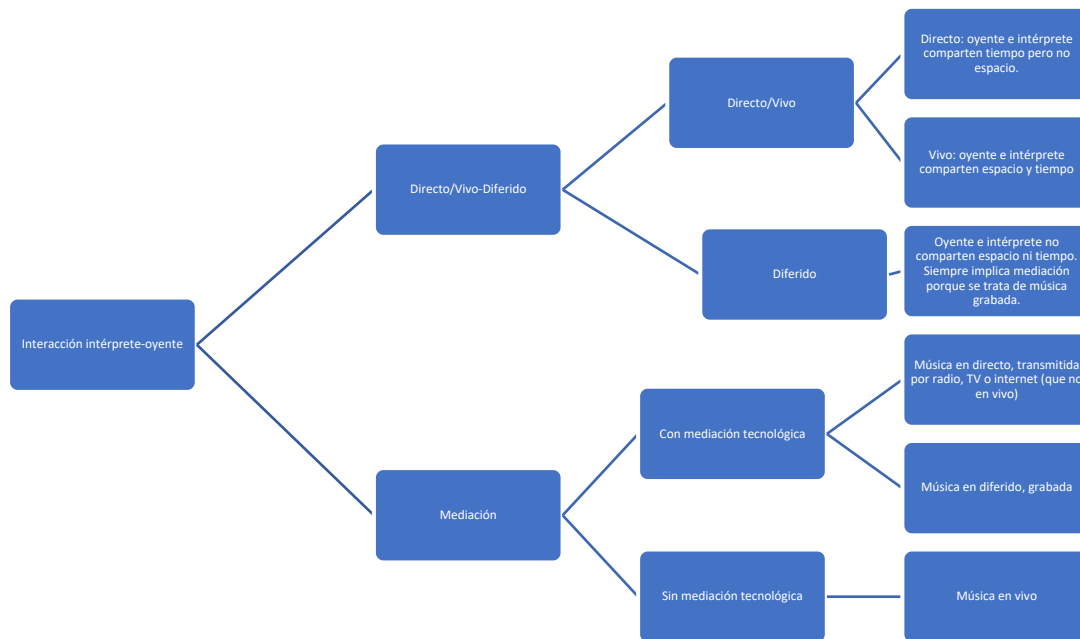 Interacción intérprete-oyente
Directo/Vivo-Diferido
Directo/Vivo
Directo: oyente e intérprete
comparten tiempo pero no
espacio.
Vivo: oyente e intérprete
comparten espacio y tiempo
Diferido
Oyente e intérprete no
comparten espacio ni tiempo.
Siempre implica mediación
porque se trata de música
grabada.
Mediación
Con mediación tecnológica
Música en directo, transmitida
por radio, TV o internet (que no
en vivo)
Música en diferido, grabada
Sin mediación tecnológica
Música en vivo